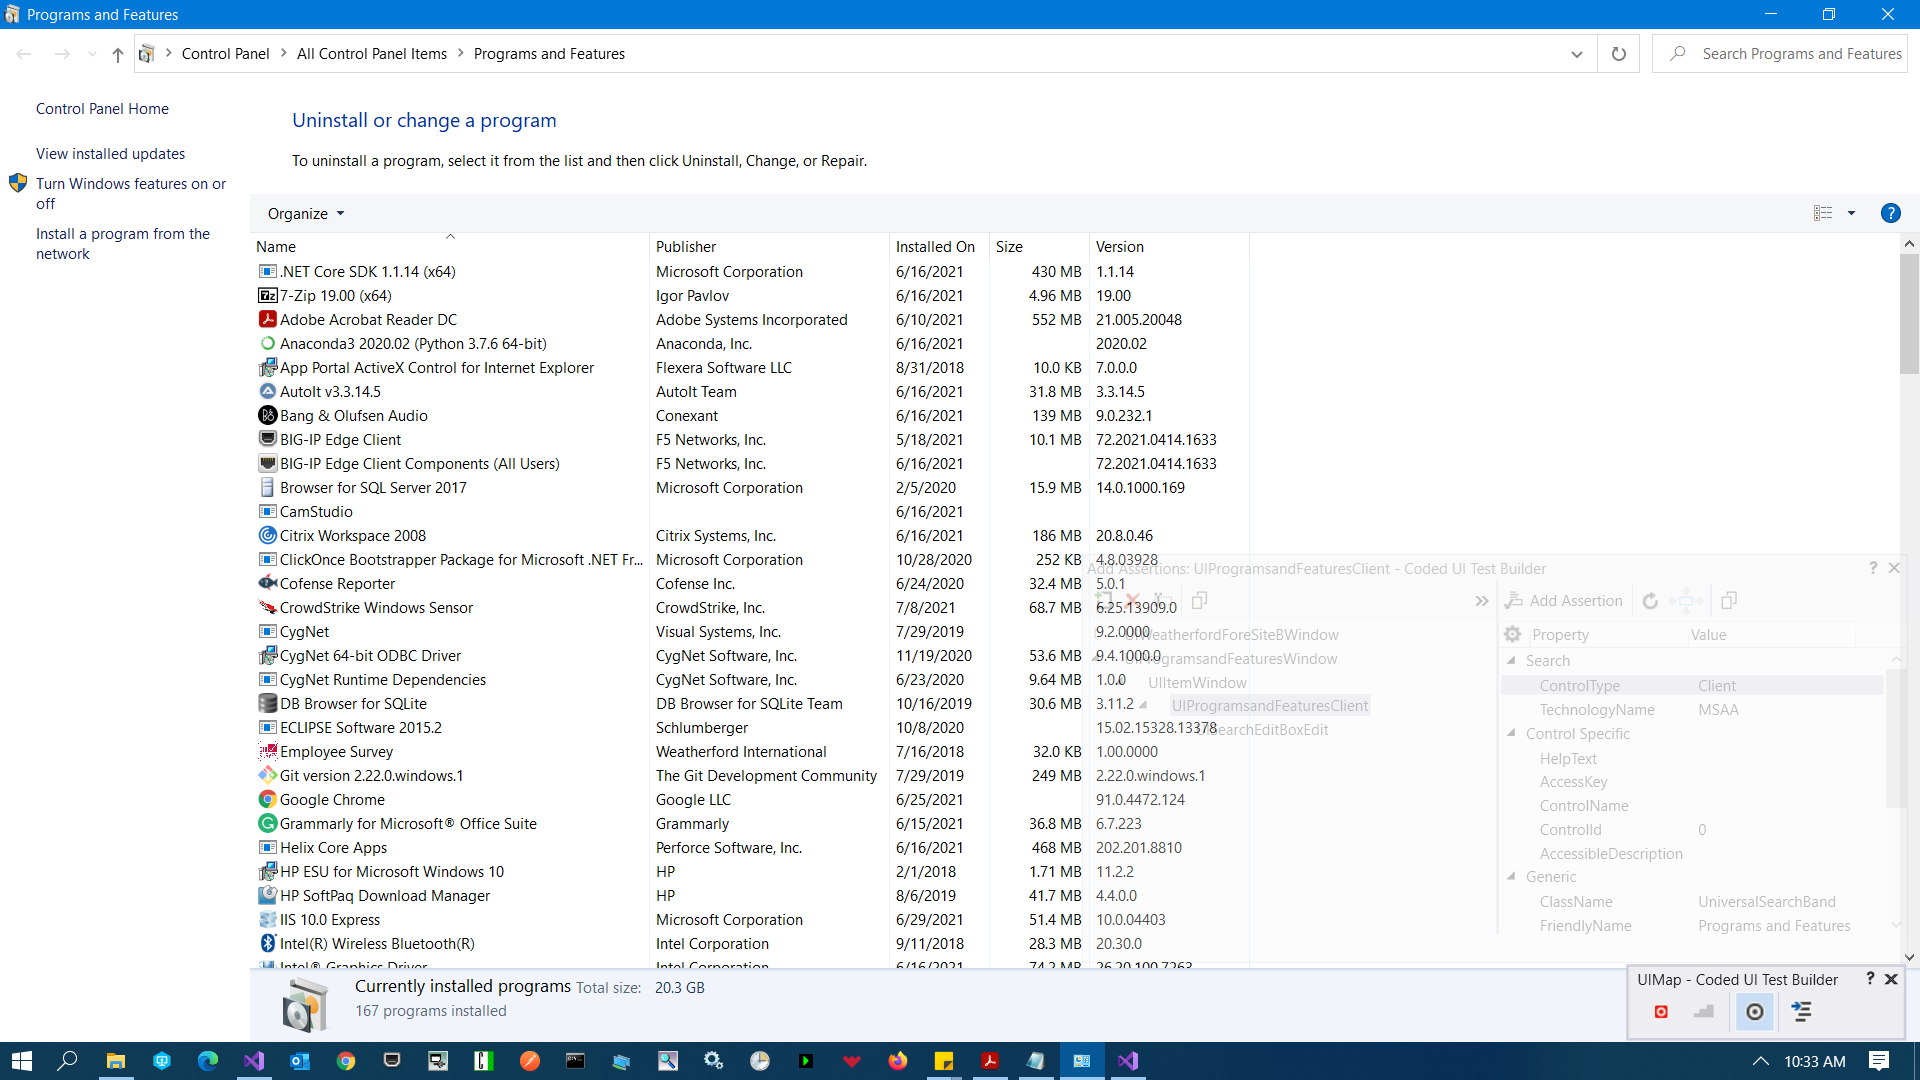 Programs and Features
Control Panel > All Control Panel Items > Programs and Features
Search Programs and Features
Control Panel Home
View installed updates
Turn Windows features on or
off
Install a program from the
network
Uninstall or change a program
To uninstall a program, select it from the list and then click Uninstall, Change, or Repair.
Organize
Name Publisher Installed On Size Version
.NET Core SDK 1.1.14 (x64) Microsoft Corporation 6/16/2021 430 MB 1.1.14
7-Zip 19.00 (x64) Igor Pavlov 6/16/2021 4.96 MB 19.00
Adobe Acrobat Reader DC Adobe Systems Incorporated 6/10/2021 552 MB 21.005.20048
Anaconda3 2020.02 (Python 3.7.6 64-bit) Anaconda, Inc. 6/16/2021 2020.02
App Portal ActiveX Control for Internet Explorer Flexera Software LLC 8/31/2018 10.0 KB 7.0.0.0
AutoIt v3.3.14.5 AutoIt Team 6/16/2021 31.8 MB 3.3.14.5
Bang & Olufsen Audio Conexant 6/16/2021 139 MB 9.0.232.1
BIG-IP Edge Client F5 Networks, Inc. 5/18/2021 10.1 MB 72.2021.0414.1633
BIG-IP Edge Client Components (All Users) F5 Networks, Inc. 6/16/2021 72.2021.0414.1633
Browser for SQL Server 2017 Microsoft Corporation 2/5/2020 15.9 MB 14.0.1000.169
CamStudio 6/16/2021
Citrix Workspace 2008 Citrix Systems, Inc. 6/16/2021 186 MB 20.8.0.46
ClickOnce Bootstrapper Package for Microsoft .NET Fr... Microsoft Corporation 10/28/2020 252 KB 4.8.03928
Cofense Reporter Cofense Inc. 6/24/2020 32.4 MB 5.0.1
CrowdStrike Windows Sensor CrowdStrike, Inc. 7/8/2021 68.7 MB 6.25.13909.0
CygNet Visual Systems, Inc. 7/29/2019 9.2.0000
CygNet 64-bit ODBC Driver CygNet Software, Inc. 11/19/2020 53.6 MB 9.4.1000.0
CygNet Runtime Dependencies CygNet Software, Inc. 6/23/2020 9.64 MB 1.0.0
DB Browser for SQLite DB Browser for SQLite Team 10/16/2019 30.6 MB 3.11.2
ECLIPSE Software 2015.2 Schlumberger 10/8/2020 15.02.15328.13378
Employee Survey Weatherford International 7/16/2018 32.0 KB 1.00.0000
Git version 2.22.0.windows.1 The Git Development Community 7/29/2019 249 MB 2.22.0.windows.1
Google Chrome Google LLC 6/25/2021 91.0.4472.124
Grammarly for Microsoft® Office Suite Grammarly 6/15/2021 36.8 MB 6.7.223
Helix Core Apps Perforce Software, Inc. 6/16/2021 468 MB 202.201.8810
HP ESU for Microsoft Windows 10 HP 2/1/2018 1.71 MB 11.2.2
HP SoftPaq Download Manager HP 8/6/2019 41.7 MB 4.4.0.0
IIS 10.0 Express Microsoft Corporation 6/29/2021 51.4 MB 10.0.04403
Intel(R) Wireless Bluetooth(R) Intel Corporation 9/11/2018 28.3 MB 20.30.0
Intel® Graphics Driver Intel Corporation 6/16/2021 74.2 MB 26.20.100.7263
Add Assertions: UIProgramsandFeaturesClient - Coded UI Test Builder
Add Assertion
UIWeatherfordForeSiteBWindow
UIProgramsandFeaturesWindow
UIItemWindow
UIProgramsandFeaturesClient
UISearchEditBoxEdit
Property Value
Search
ControlType Client
TechnologyName MSAA
Control Specific
HelpText
AccessKey
ControlName
ControlId 0
AccessibleDescription
Generic
ClassName UniversalSearchBand
FriendlyName Programs and Features
Currently installed programs Total size: 20.3 GB
167 programs installed
UIMap - Coded UI Test Builder
10:33 AM